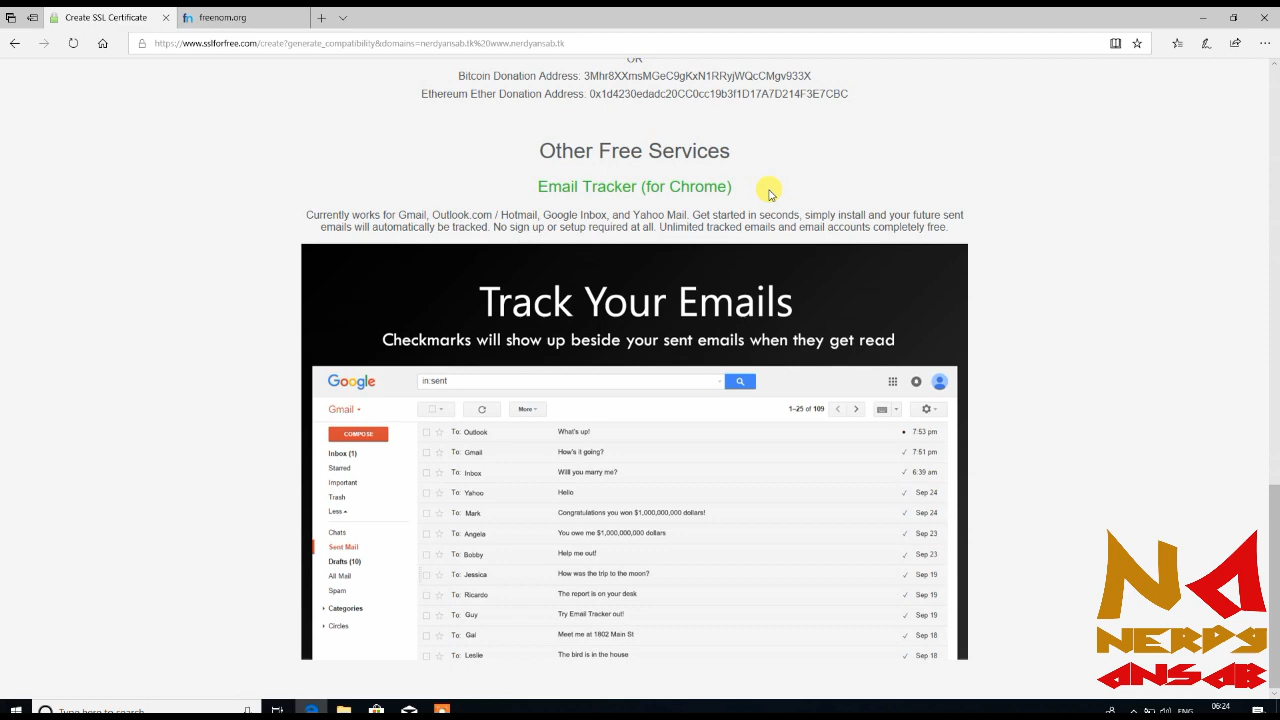 Create SSL Certificate
freenom.org
https://www.sslforfree.com/create?generate_compatibility&domains=nerdyansab.tk%20www.nerdyansab.tk
OR
Bitcoin Donation Address: 3Mhr8XXmsMGeC9gKxN1RRyjWQcCMgv933X
Ethereum Ether Donation Address: 0x1d4230edadc20CC0cc19b3f1D17A7D214F3E7CBC
Other Free Services
Email Tracker (for Chrome)
Currently works for Gmail, Outlook.com / Hotmail, Google Inbox, and Yahoo Mail. Get started in seconds, simply install and your future sent
emails will automatically be tracked. No sign up or setup required at all. Unlimited tracked emails and email accounts completely free.
Track Your Emails
Checkmarks will show up beside your sent emails when they get read
Google
in:sent
Gmail
More
1–25 of 109
COMPOSE
Inbox (1)
Starred
Important
Trash
Less
Chats
Sent Mail
Drafts (10)
All Mail
Spam
Categories
Circles
To: Outlook What's up! 7:53 pm
To: Gmail How's it going? 7:51 pm
To: Inbox Will you marry me? 6:39 am
To: Yahoo Hello Sep 24
To: Mark Congratulations you won $1,000,000,000 dollars! Sep 24
To: Angela You owe me $1,000,000,000 dollars Sep 23
To: Bobby Help me out! Sep 23
To: Jessica How was the trip to the moon? Sep 19
To: Ricardo The report is on your desk Sep 19
To: Guy Try Email Tracker out! Sep 19
To: Gal Meet me at 1802 Main St Sep 18
To: Leslie The bird is in the house Sep 18
NA
NERDY
ANSAB
Type here to search
ENG
06:24